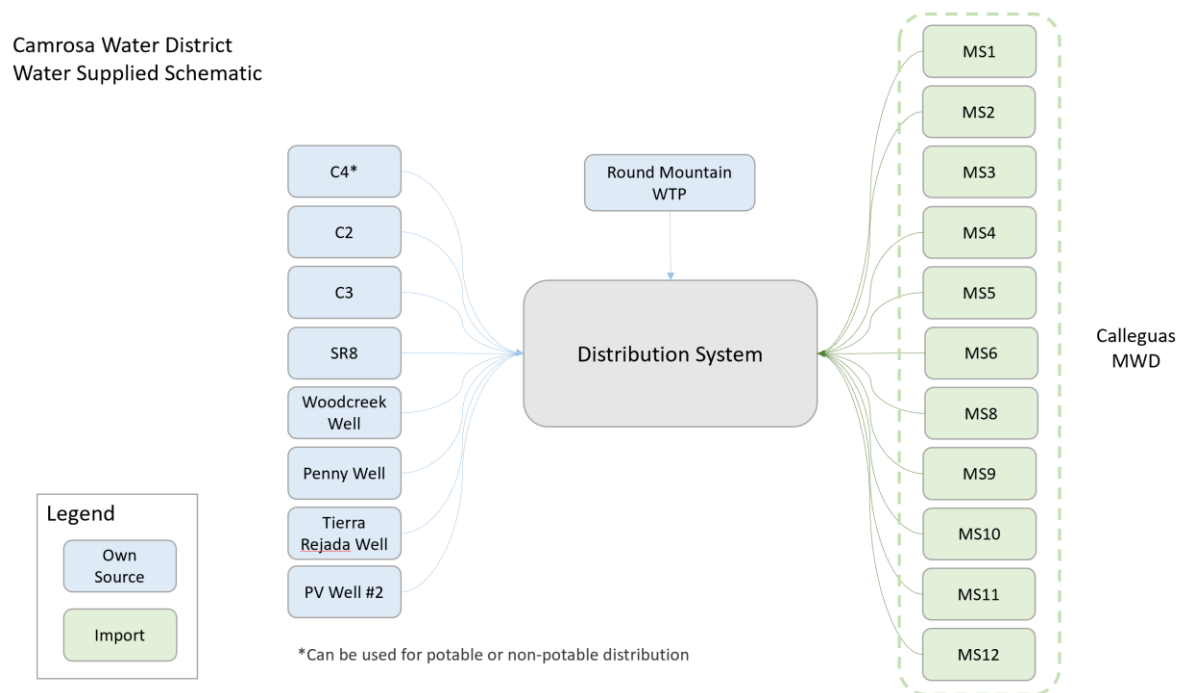 Camrosa Water District
Water Supplied Schematic
C4*
C2
C3
SR8
Woodcreek
Well
Penny Well
Tierra
Rejada Well
PV Well #2
Round Mountain
WTP
Distribution System
MS1
MS2
MS3
MS4
MS5
MS6
MS8
MS9
MS10
MS11
MS12
Calleguas
MWD
Legend
Own
Source
Import
*Can be used for potable or non-potable distribution